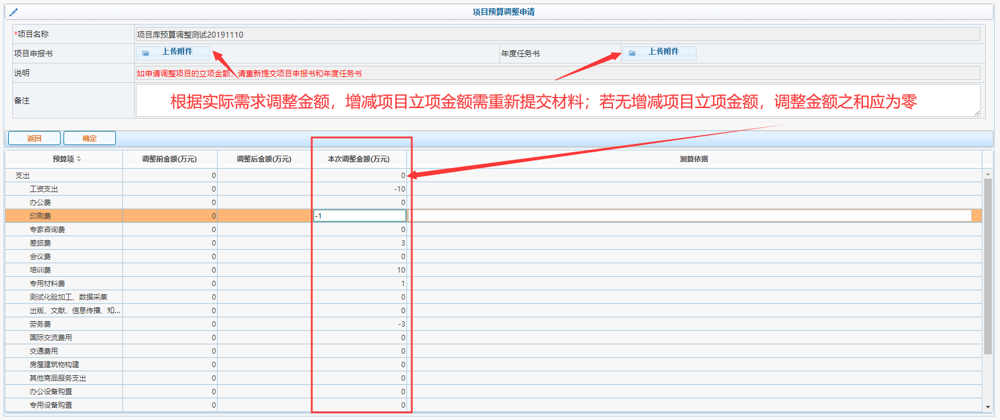 项目预算调整申请
*项目名称 项目库预算调整测试20191110
项目申报书 上传附件 年度任务书 上传附件
说明 如申请调整项目的立项金额,请重新提交项目申报书和年度任务书
备注 根据实际需求调整金额，增减项目立项金额需重新提交材料；若无增减项目立项金额，调整金额之和应为零
返回 确定
预算项 调整前金额(万元) 调整后金额(万元) 本次调整金额(万元) 测算依据
支出 0 0
工资支出 0 -10
办公费 0 0
印刷费 0 -1
专家咨询费 0 0
差旅费 0 3
会议费 0 0
培训费 0 10
专用材料费 0 1
测试化验加工、数据采集 0 0
出版、文献、信息传播、知... 0 0
劳务费 0 -3
国际交流费用 0 0
交通费用 0 0
房屋建筑物构建 0 0
其他商品服务支出 0 0
办公设备购置 0 0
专用设备购置 0 0